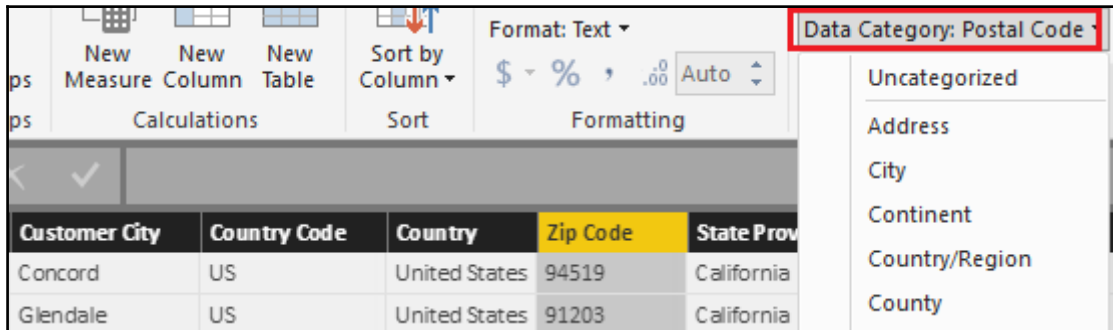 Format: Text
Data Category: Postal Code
New New New Sort by
ps Measure Column Table Column
$ % , .00 Auto
Uncategorized
ps Calculations Sort Formatting
Address
City
Continent
Customer City Country Code Country Zip Code State Prov
Country/Region
Concord US United States 94519 California
County
Glendale US United States 91203 California